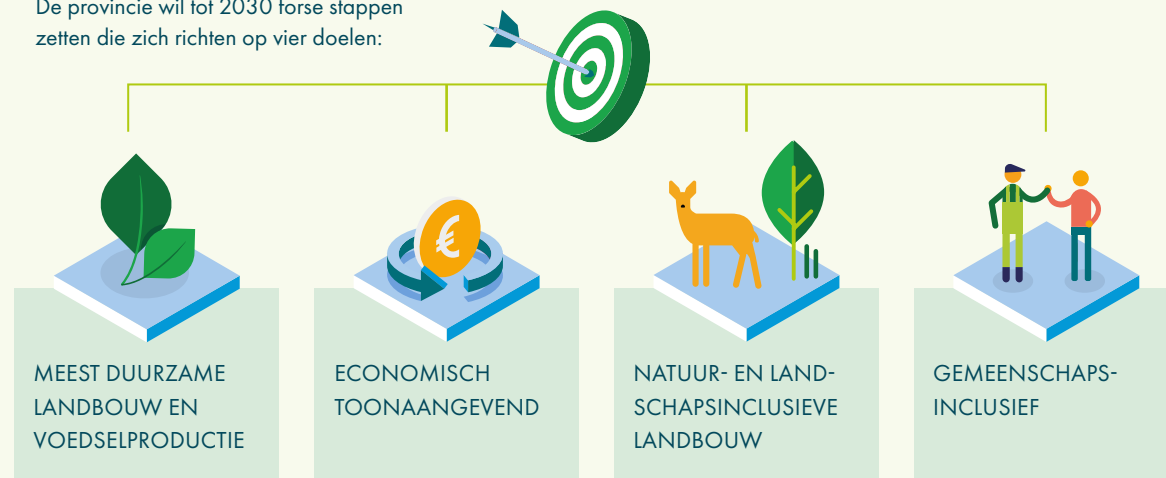 De provincie wil tot 2030 forse stappen
zetten die zich richten op vier doelen:
€
MEEST DUURZAME
LANDBOUW EN
VOEDSELPRODUCTIE
ECONOMISCH
TOONAANGEVEND
NATUUR- EN LAND-
SCHAPSINCLUSIEVE
LANDBOUW
GEMEENSCHAPS-
INCLUSIEF